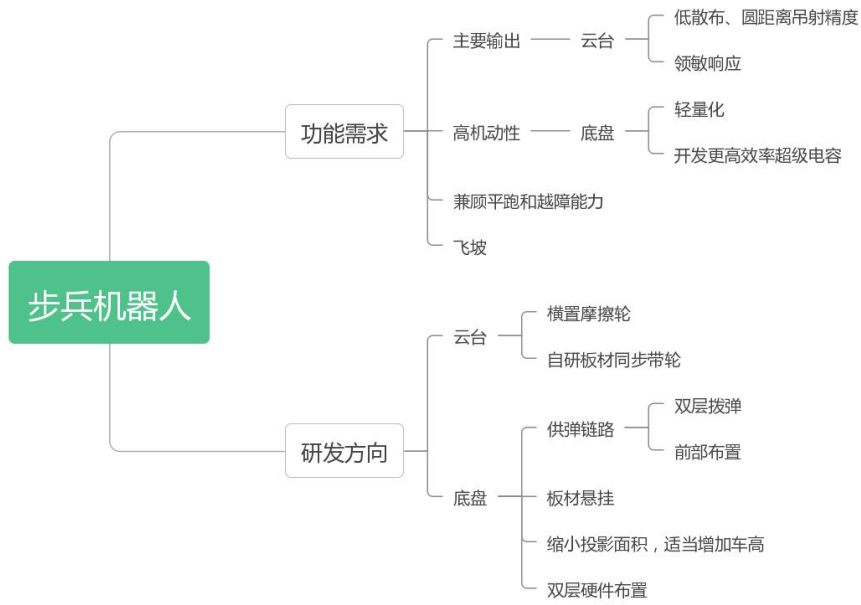 步兵机器人
功能需求
主要输出
云台
低散布、圆距离吊射精度
领敏响应
高机动性
底盘
轻量化
开发更高效率超级电容
兼顾平跑和越障能力
飞坡
研发方向
云台
横置摩擦轮
自研板材同步带轮
底盘
供弹链路
双层拨弹
前部布置
板材悬挂
缩小投影面积，适当增加车高
双层硬件布置